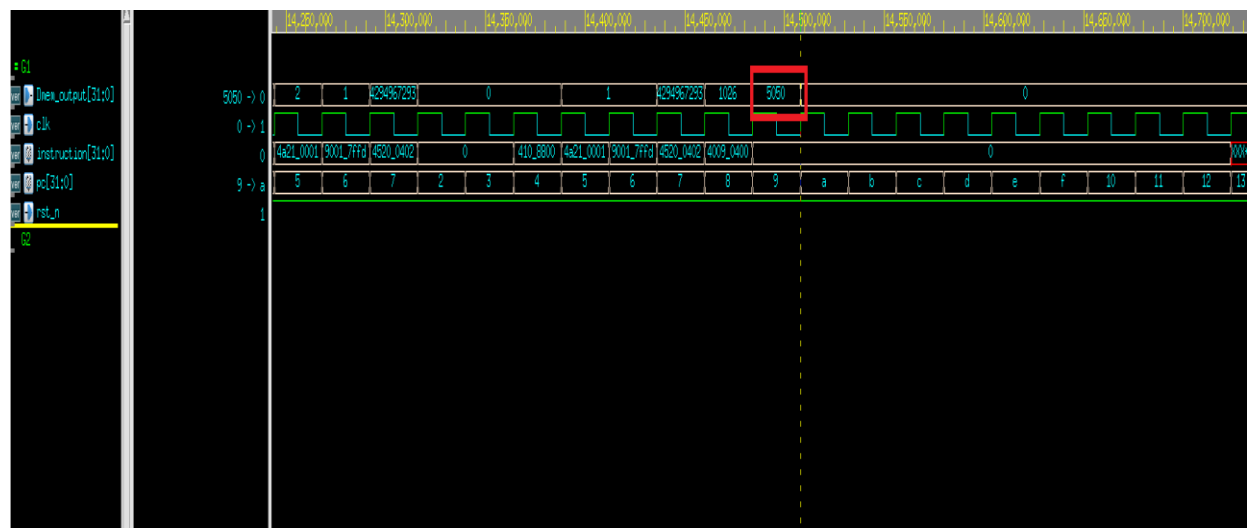 14,250,000 14,300,000 14,350,000 14,400,000 14,450,000 14,500,000 14,550,000 14,600,000 14,650,000 14,700,000
= G1
Dmem_output[31:0] 5050 -> 0 2 1 4294967293 0 1 4294967293 1026 5050 0
clk 0 -> 1
instruction[31:0] 0 4a21_0001 9001_7ffd 4520_0402 0 410_8800 4a21_0001 9001_7ffd 4520_0402 4009_0400 0
pc[31:0] 9 -> a 5 6 7 2 3 4 5 6 7 8 9 a b c d e f 10 11 12 13
rst_n 1
G2